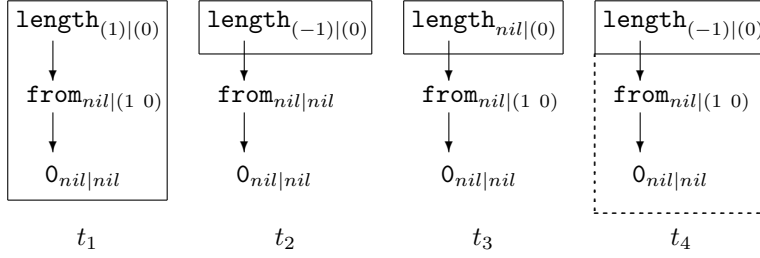 length(1)|(0) length(−1)|(0) lengthnil|(0) length(−1)|(0)
fromnil|(1 0) fromnil|nil fromnil|(1 0) fromnil|(1 0)
0nil|nil 0nil|nil 0nil|nil 0nil|nil
t1 t2 t3 t4